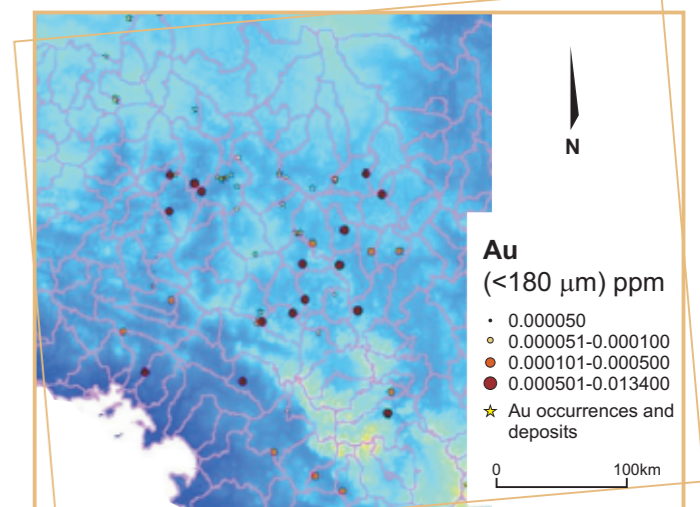 N
Au
(<180 µm) ppm
0.000050
0.000051-0.000100
0.000101-0.000500
0.000501-0.013400
Au occurrences and
deposits
0 100km